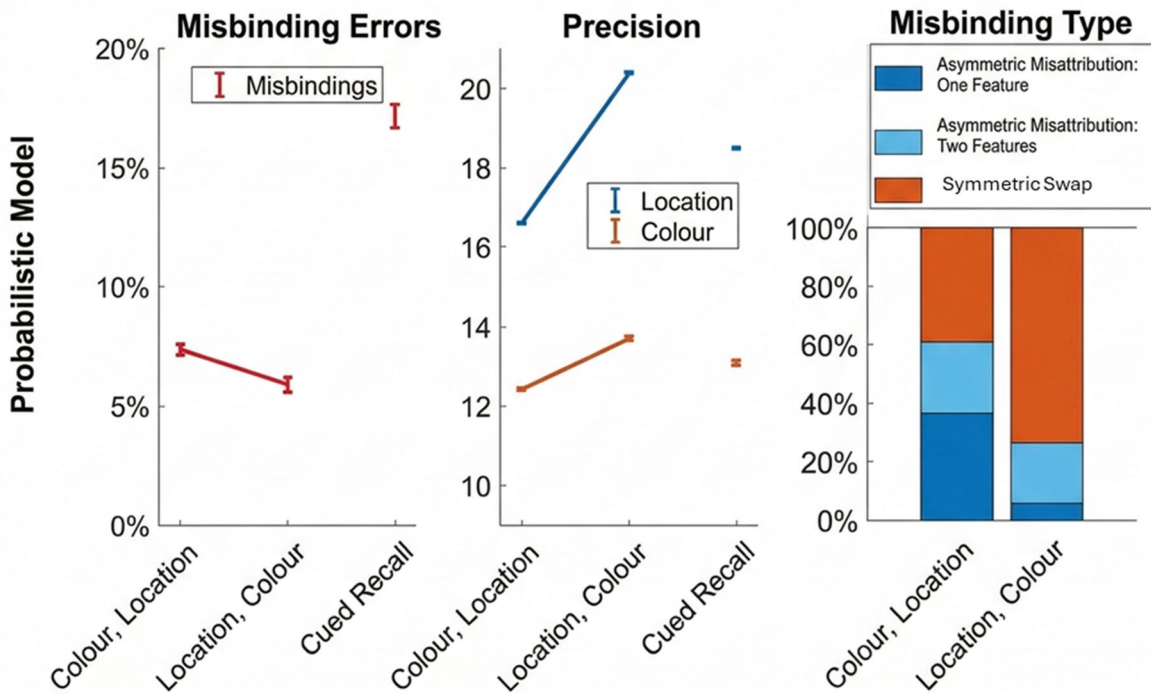 Misbinding Errors
Precision
Misbinding Type
Probabilistic Model
20%
15%
10%
5%
0%
Misbindings
Colour, Location
Location, Colour
Cued Recall
20
18
16
14
12
10
Location
Colour
Colour, Location
Location, Colour
Cued Recall
Asymmetric Misattribution:
One Feature
Asymmetric Misattribution:
Two Features
Symmetric Swap
100%
80%
60%
40%
20%
0%
Colour, Location
Location, Colour